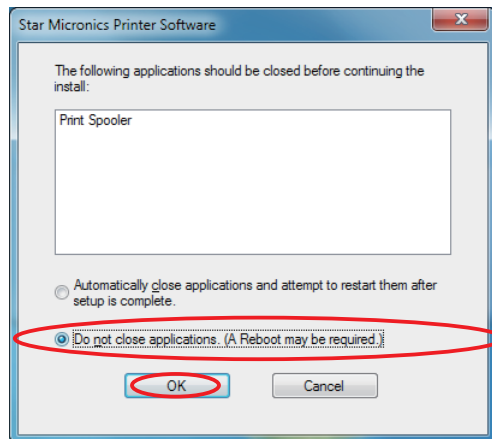 Star Micronics Printer Software
The following applications should be closed before continuing the
install:
Print Spooler
Automatically close applications and attempt to restart them after
setup is complete.
Do not close applications. (A Reboot may be required.)
OK
Cancel